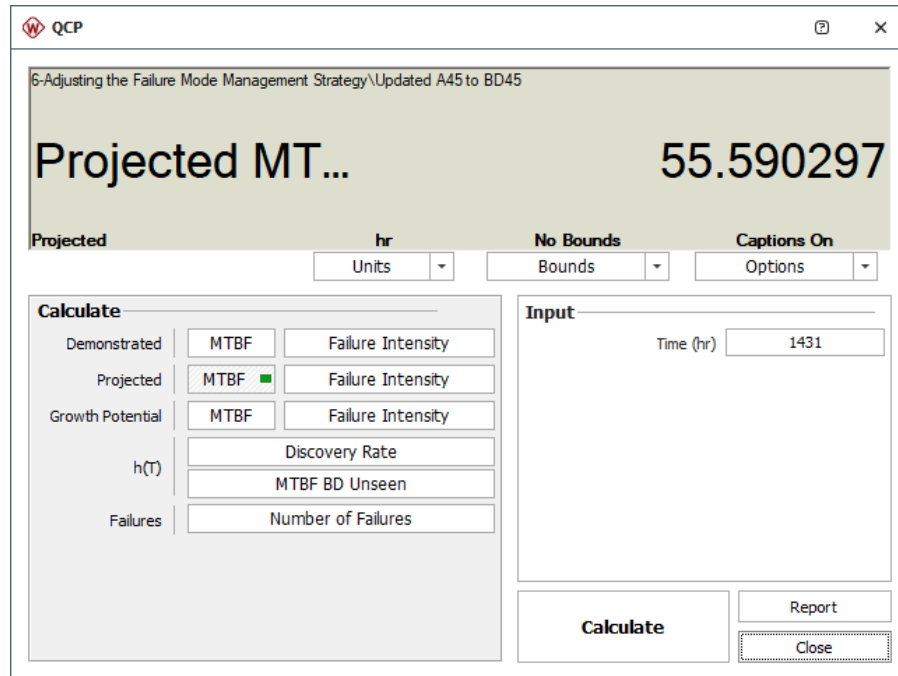 QCP
6-Adjusting the Failure Mode Management Strategy\Updated A45 to BD45
Projected MT... 55.590297
Projected hr No Bounds Captions On
Units Bounds Options
Calculate
Demonstrated MTBF Failure Intensity
Projected MTBF Failure Intensity
Growth Potential MTBF Failure Intensity
h(T) Discovery Rate
MTBF BD Unseen
Failures Number of Failures
Input
Time (hr) 1431
Calculate
Report
Close